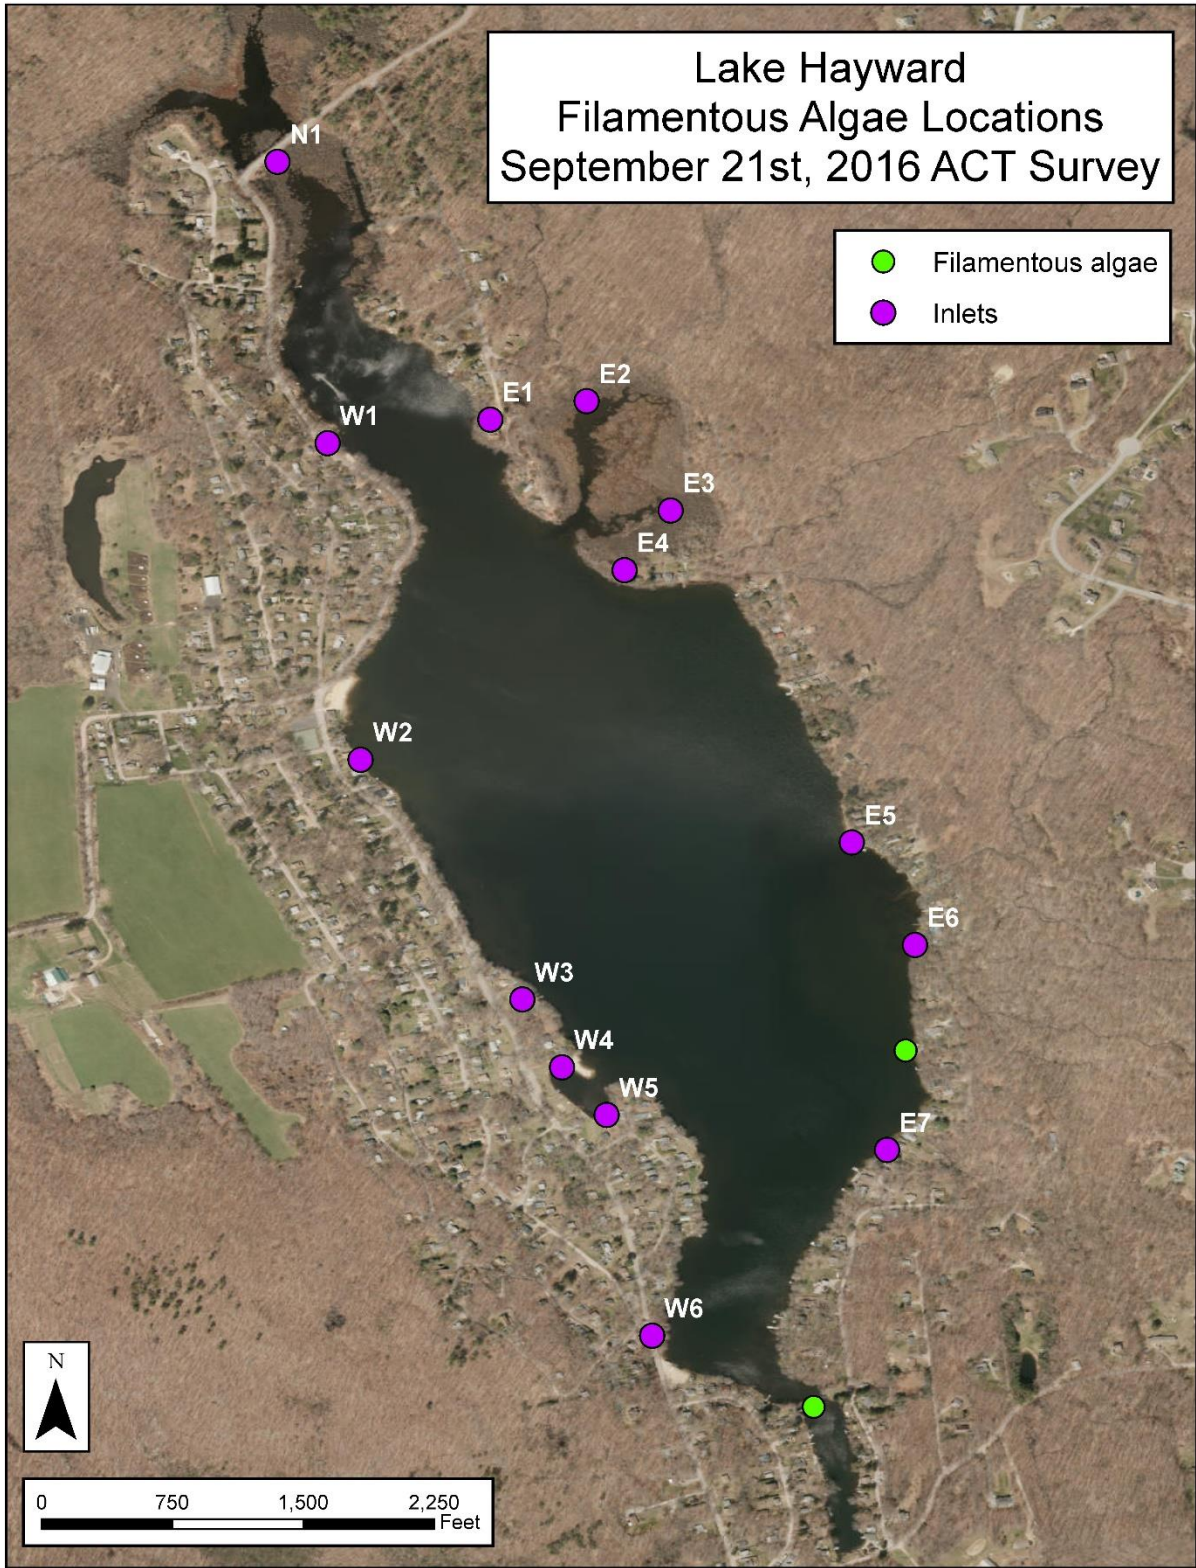 Lake Hayward
Filamentous Algae Locations
September 21st, 2016 ACT Survey
Filamentous algae
Inlets
N1
E1
E2
W1
E3
E4
W2
E5
E6
W3
W4
W5
E7
W6
N
0 750 1,500 2,250
Feet